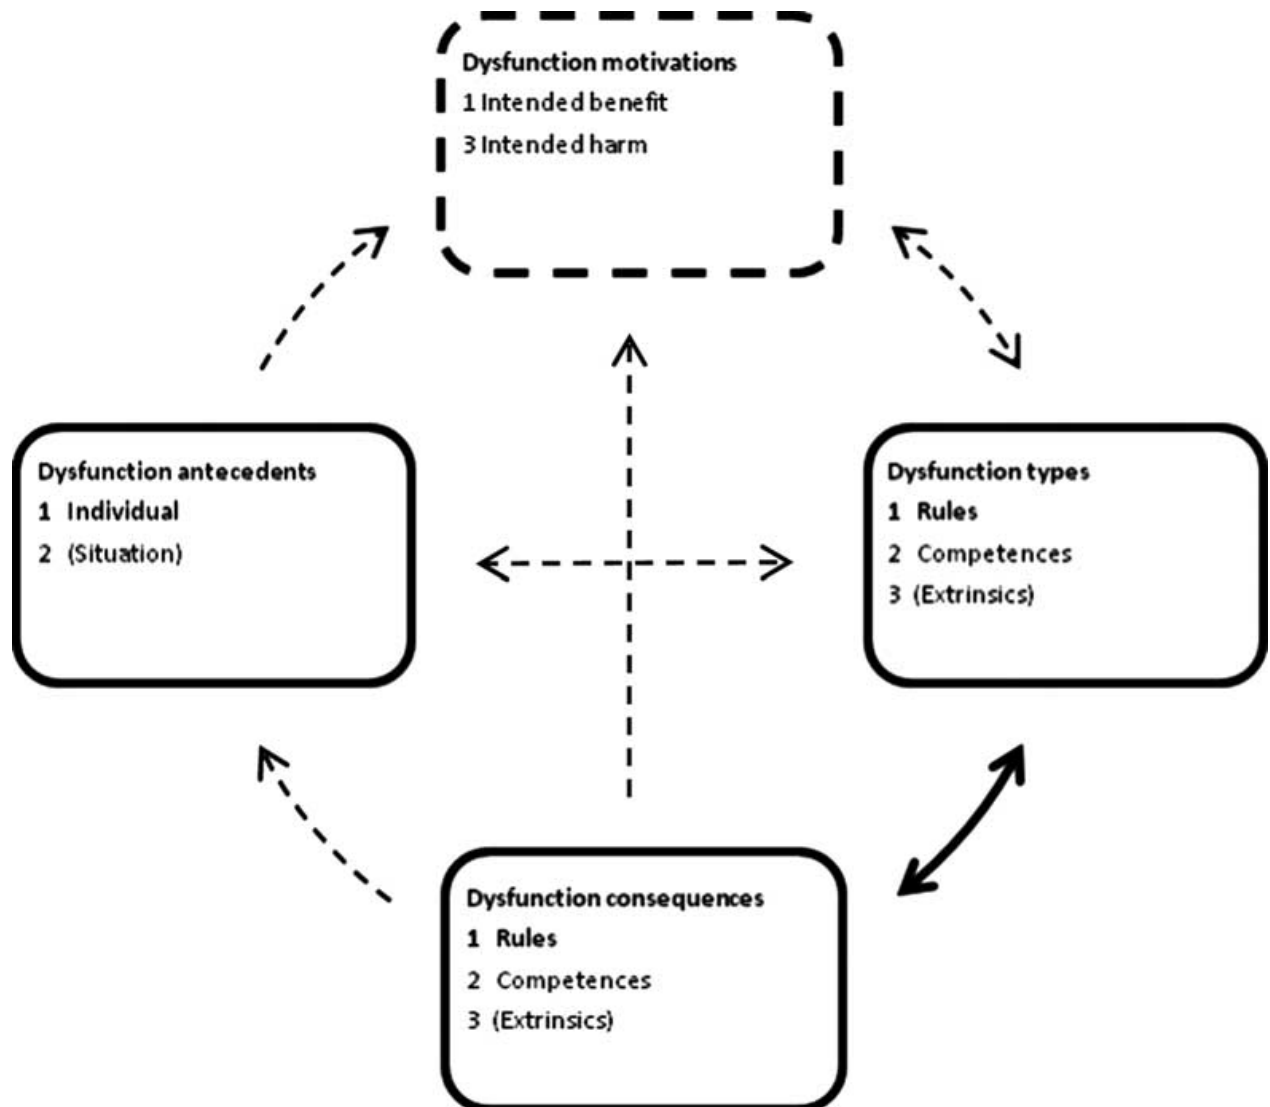 Dysfunction motivations
1 Intended benefit
3 Intended harm
Dysfunction antecedents
1 Individual
2 (Situation)
Dysfunction types
1 Rules
2 Competences
3 (Extrinsics)
Dysfunction consequences
1 Rules
2 Competences
3 (Extrinsics)